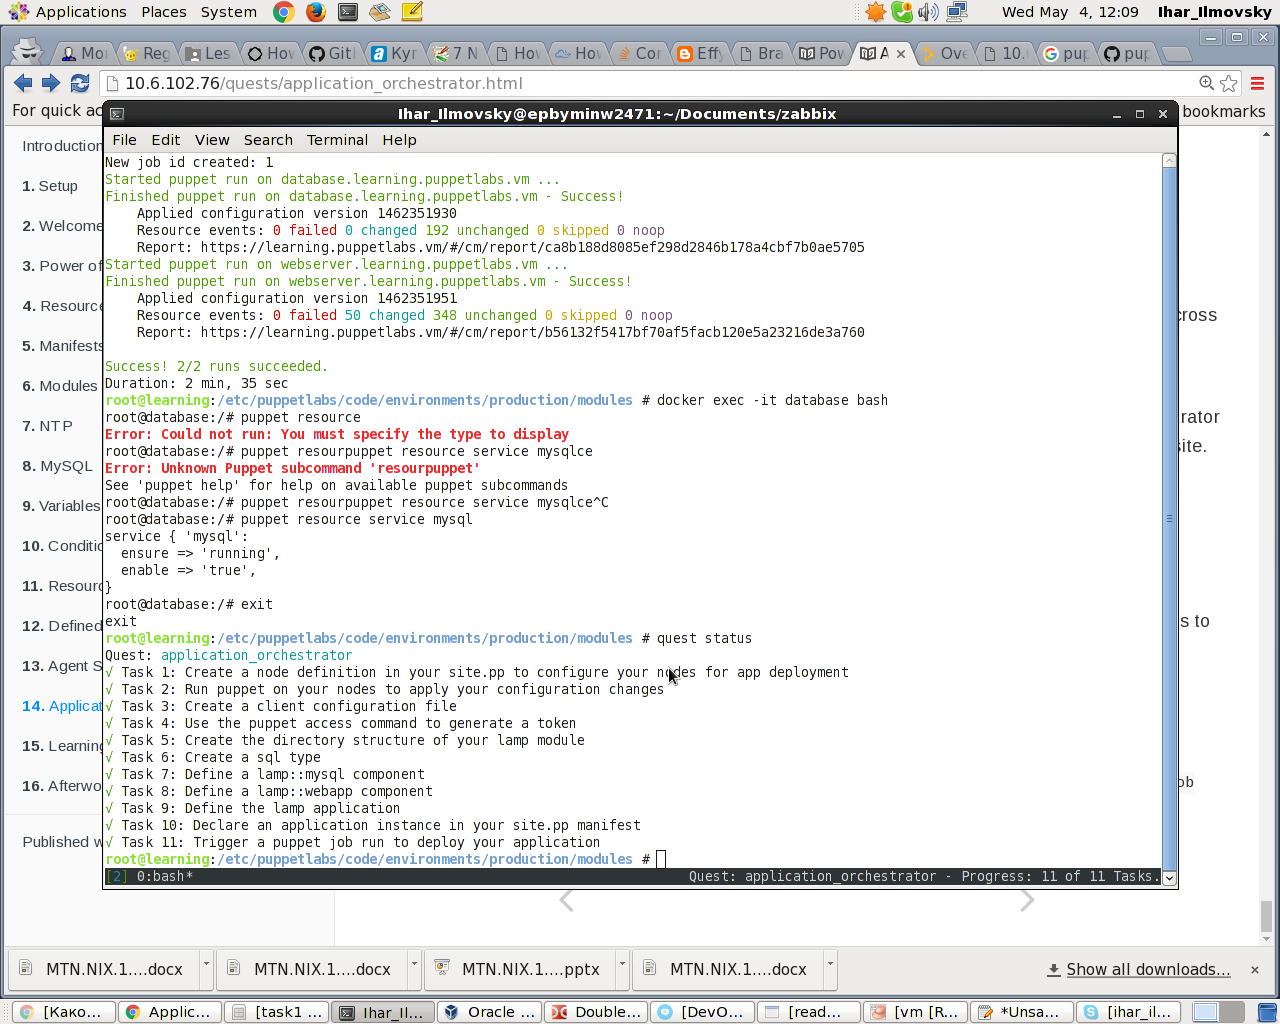 Applications Places System Wed May 4, 12:09 Ihar_Ilmovsky
Mo Reg Les Hov Git Kyr 7 N Hov Hov Cor Effy Bra Pow A Ove 10. pup pup
10.6.102.76/quests/application_orchestrator.html
For quick ac bookmarks
Ihar_Ilmovsky@epbyminw2471:~/Documents/zabbix
File Edit View Search Terminal Help
Introduction
1. Setup
2. Welcome
3. Power of
4. Resource
5. Manifests
6. Modules
7. NTP
8. MySQL
9. Variables
10. Conditio
11. Resourc
12. Defined
13. Agent S
14. Applicat
15. Learning
16. Afterwo
Published w
New job id created: 1
Started puppet run on database.learning.puppetlabs.vm ...
Finished puppet run on database.learning.puppetlabs.vm - Success!
Applied configuration version 1462351930
Resource events: 0 failed 0 changed 192 unchanged 0 skipped 0 noop
Report: https://learning.puppetlabs.vm/#/cm/report/ca8b188d8085ef298d2846b178a4cbf7b0ae5705
Started puppet run on webserver.learning.puppetlabs.vm ...
Finished puppet run on webserver.learning.puppetlabs.vm - Success!
Applied configuration version 1462351951
Resource events: 0 failed 50 changed 348 unchanged 0 skipped 0 noop
Report: https://learning.puppetlabs.vm/#/cm/report/b56132f5417bf70af5facb120e5a23216de3a760
Success! 2/2 runs succeeded.
Duration: 2 min, 35 sec
root@learning:/etc/puppetlabs/code/environments/production/modules # docker exec -it database bash
root@database:/# puppet resource
Error: Could not run: You must specify the type to display
root@database:/# puppet resourpuppet resource service mysqlce
Error: Unknown Puppet subcommand 'resourpuppet'
See 'puppet help' for help on available puppet subcommands
root@database:/# puppet resourpuppet resource service mysqlce^C
root@database:/# puppet resource service mysql
service { 'mysql':
ensure => 'running',
enable => 'true',
}
root@database:/# exit
exit
root@learning:/etc/puppetlabs/code/environments/production/modules # quest status
Quest: application_orchestrator
√ Task 1: Create a node definition in your site.pp to configure your nodes for app deployment
√ Task 2: Run puppet on your nodes to apply your configuration changes
√ Task 3: Create a client configuration file
√ Task 4: Use the puppet access command to generate a token
√ Task 5: Create the directory structure of your lamp module
√ Task 6: Create a sql type
√ Task 7: Define a lamp::mysql component
√ Task 8: Define a lamp::webapp component
√ Task 9: Define the lamp application
√ Task 10: Declare an application instance in your site.pp manifest
√ Task 11: Trigger a puppet job run to deploy your application
root@learning:/etc/puppetlabs/code/environments/production/modules #
[2] 0:bash* Quest: application_orchestrator - Progress: 11 of 11 Tasks.
cross
rator
site.
s to
ob
MTN.NIX.1....docx MTN.NIX.1....docx MTN.NIX.1....pptx MTN.NIX.1....docx Show all downloads...
[Kako... Applic... [task1 ... Ihar_Il... Oracle ... Double... [DevO... [read... [vm [R... *Unsa... [ihar_il...